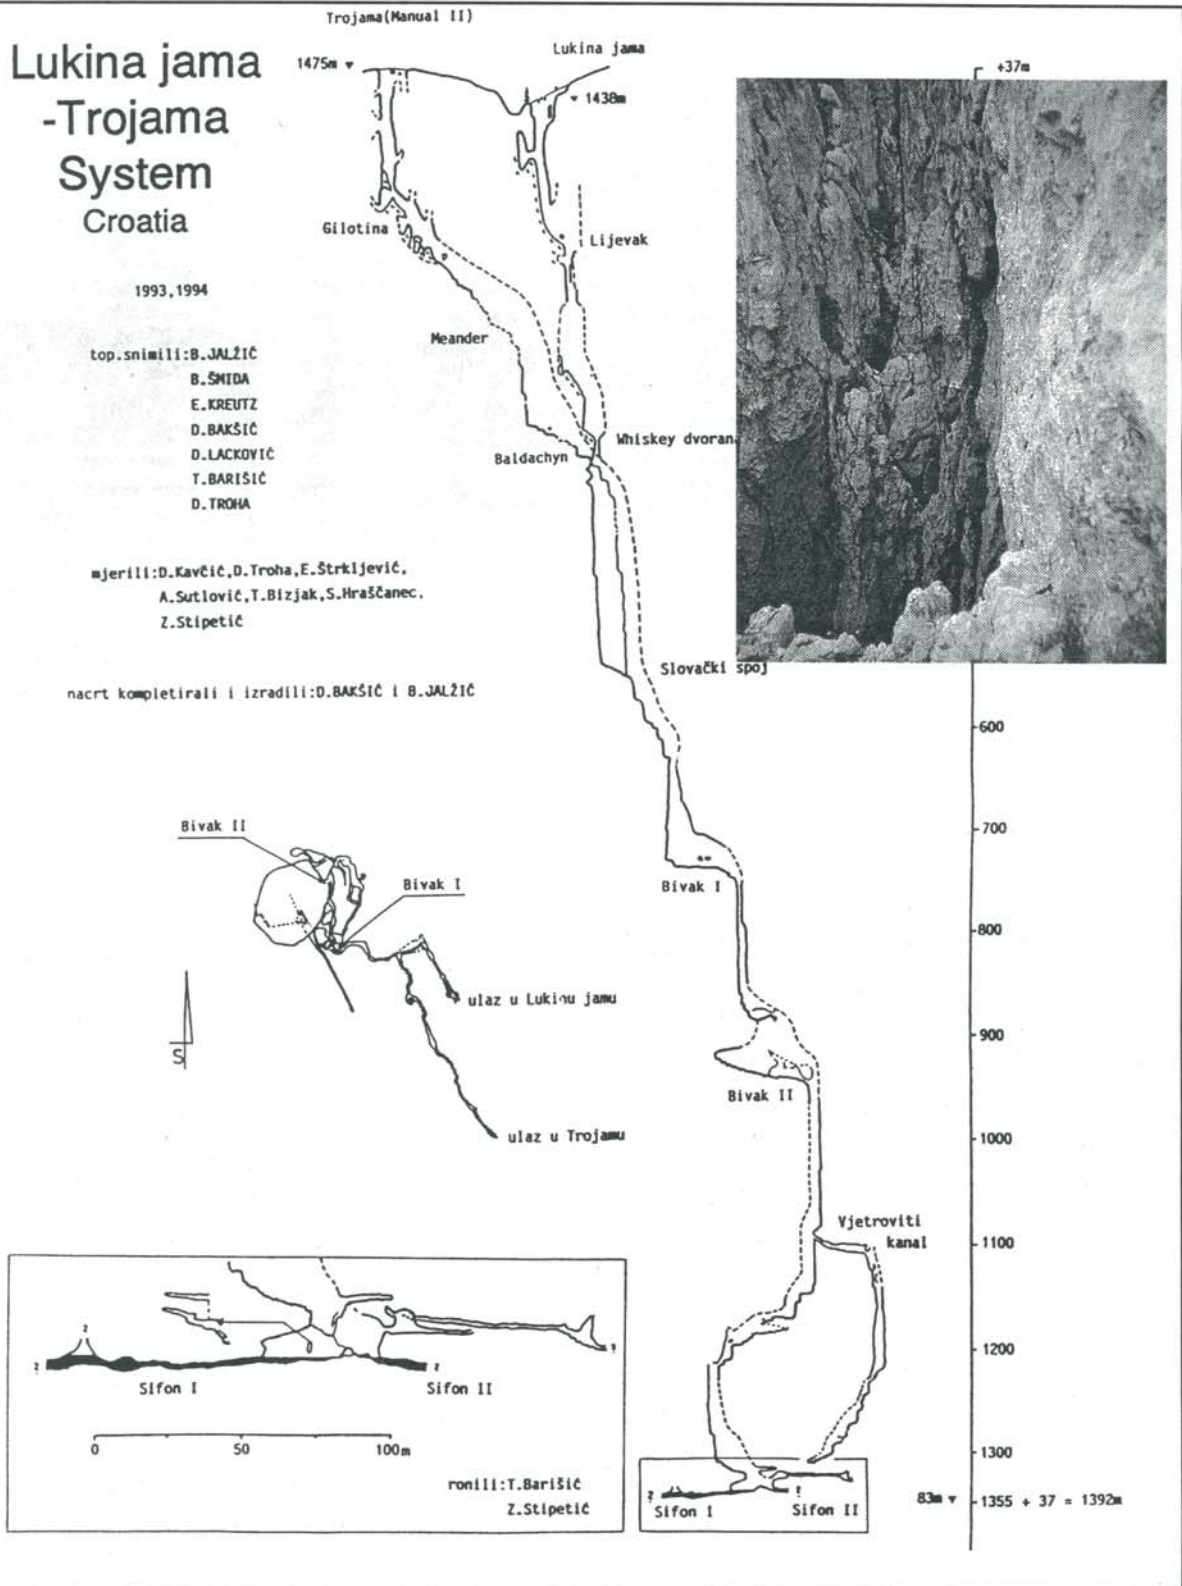 Trojama(Manual II)
Lukina jama
-Trojama
System
Croatia
1993,1994
top.snimili:B.JALŽIĆ
B.ŠMIDA
E.KREUTZ
D.BAKŠIĆ
D.LACKOVIĆ
T.BARIŠIĆ
D.TROHA
mjerili:D.Kavčić,D.Troha,E.Štrkljević,
A.Sutlović,T.Bizjak,S.Hraščanec,
Z.Stipetić
nacrt kompletirali i izradili:D.BAKŠIĆ i B.JALŽIĆ
1475m
Lukina jama
1438m
+37m
Gilotina
Lijevak
Meander
Whiskey dvoran
Baldachyn
Slovački spoj
600
700
Bivak I
800
900
Bivak II
1000
Vjetroviti
kanal
1100
1200
1300
83m
1355 + 37 = 1392m
?
?
Sifon I
Sifon II
Bivak II
Bivak I
ulaz u Lukinu jamu
S
ulaz u Trojamu
?
?
?
?
Sifon I
Sifon II
0
50
100m
ronili:T.Barišić
Z.Stipetić